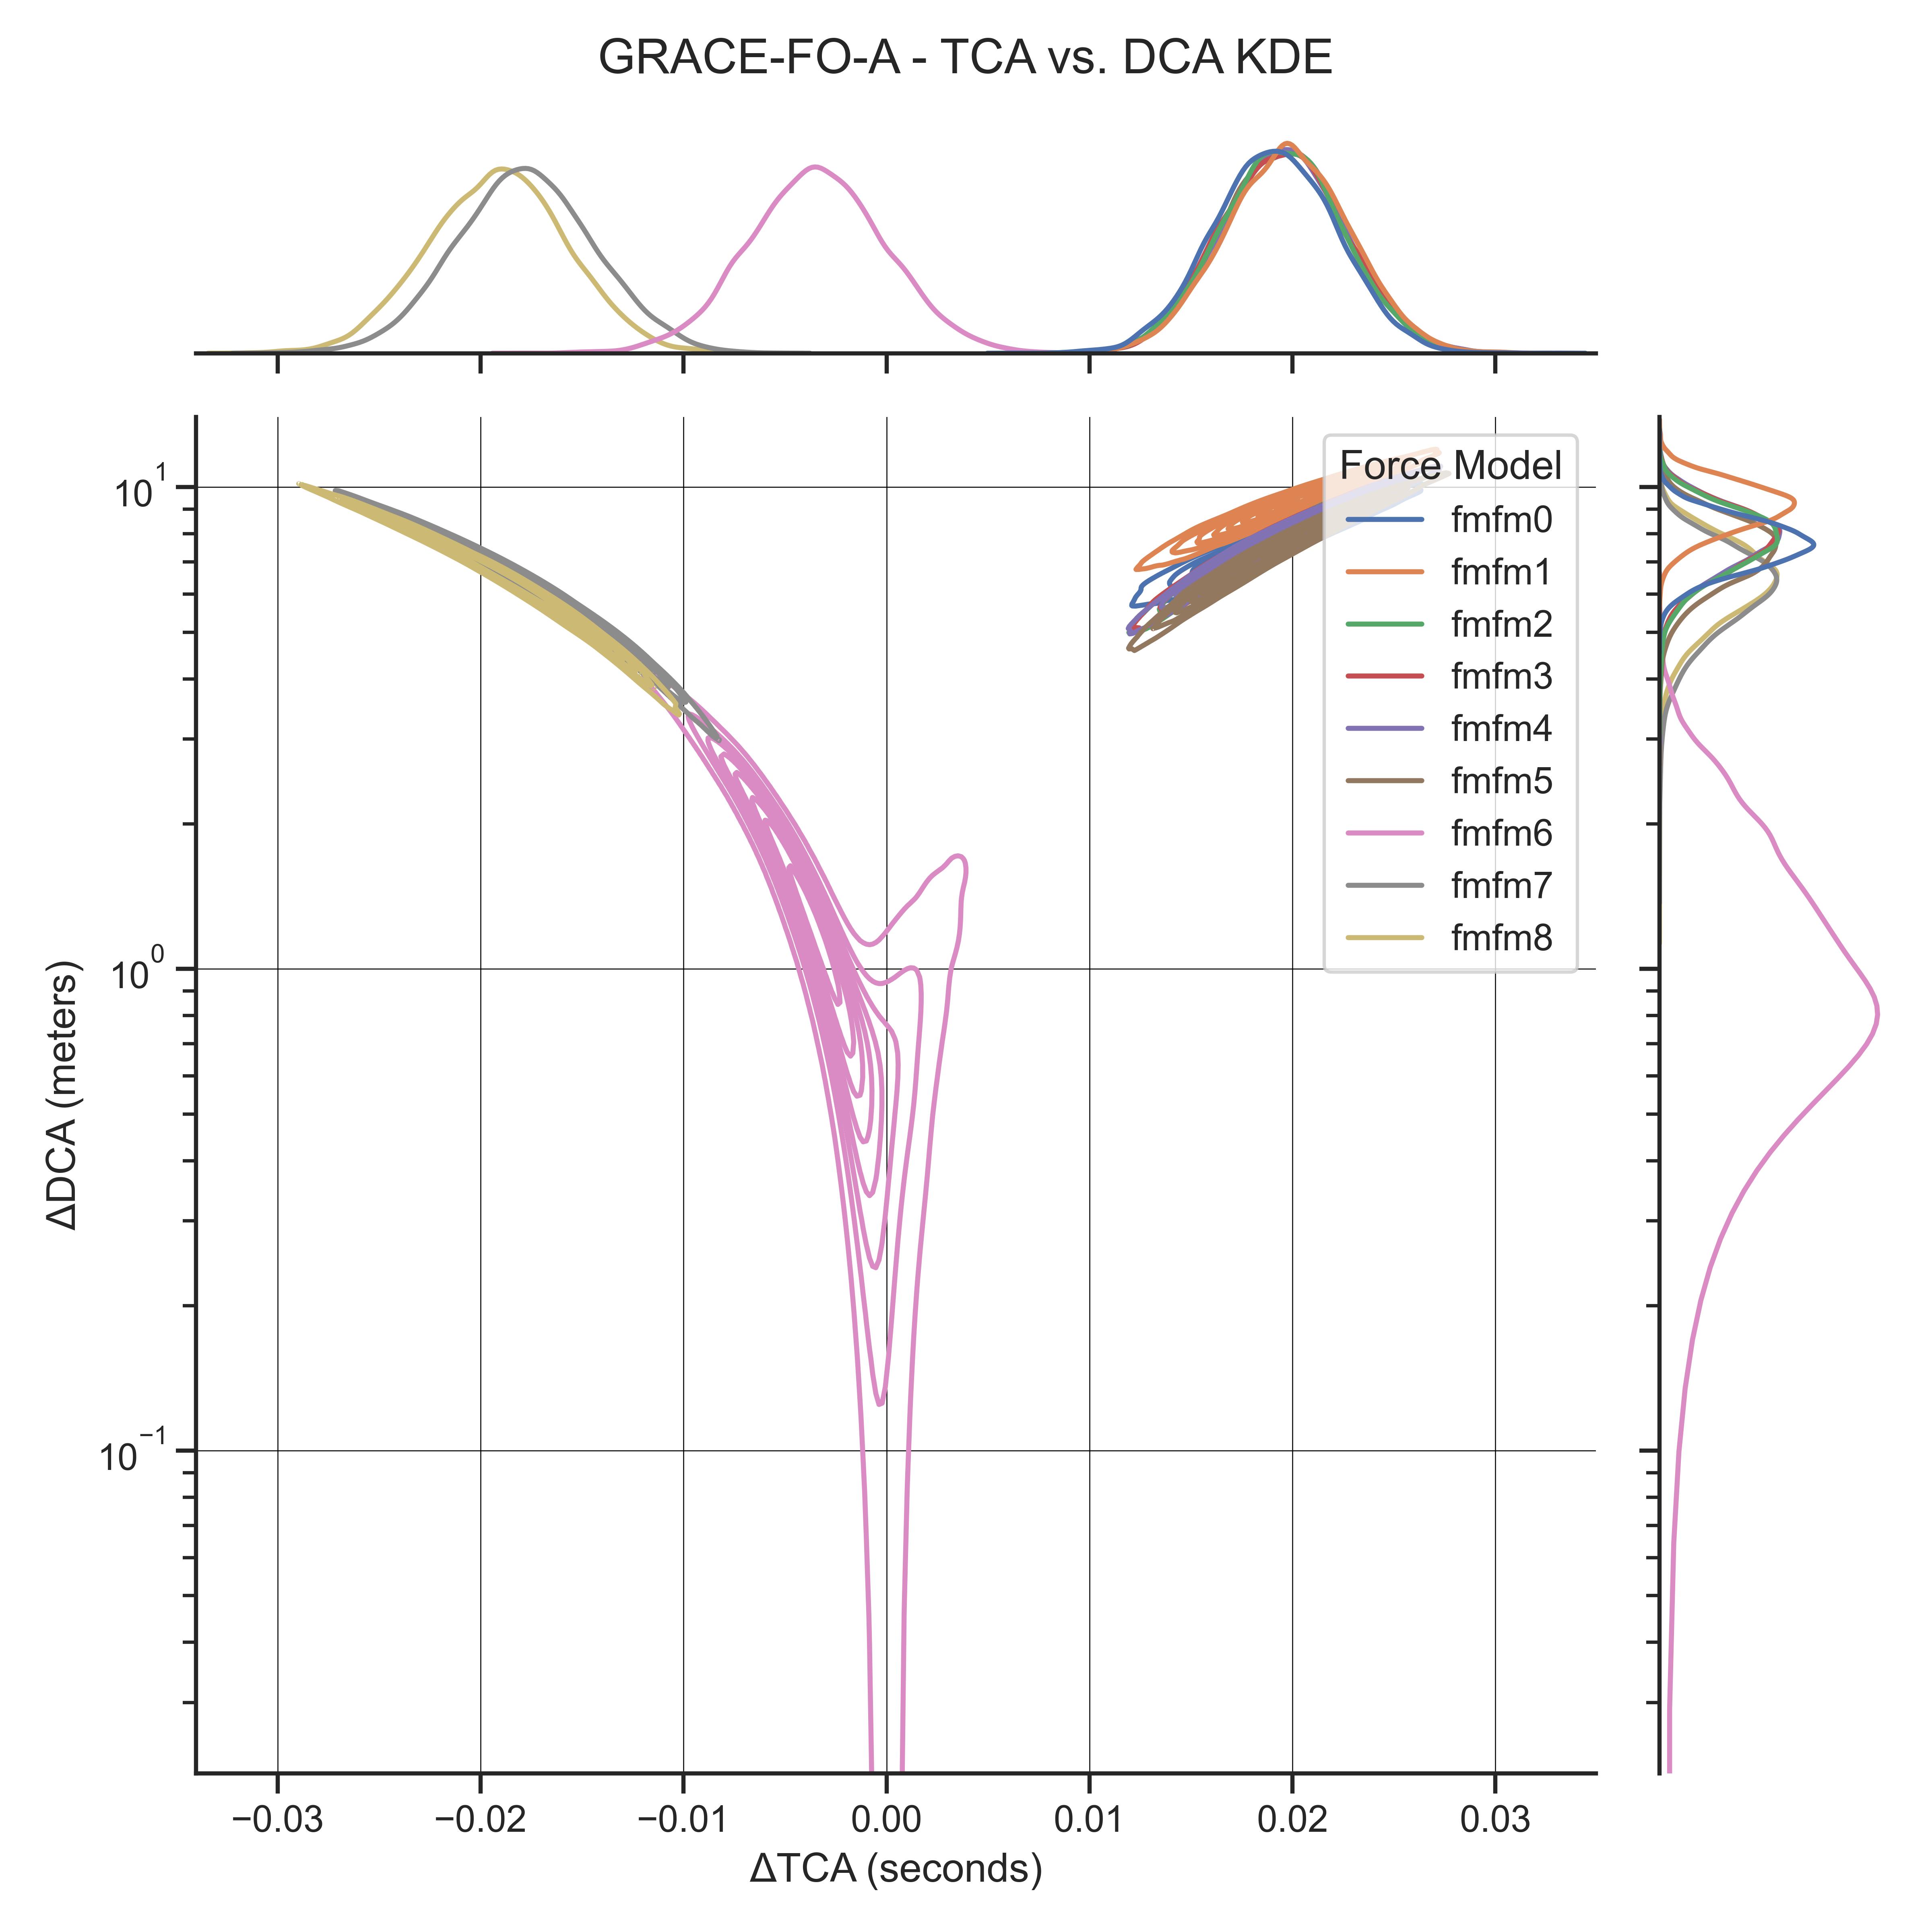 GRACE-FO-A - TCA vs. DCA KDE
Force Model
fmfm0
fmfm1
fmfm2
fmfm3
fmfm4
fmfm5
fmfm6
fmfm7
fmfm8
10^1
10^0
10^−1
ΔDCA (meters)
−0.03 −0.02 −0.01 0.00 0.01 0.02 0.03
ΔTCA (seconds)